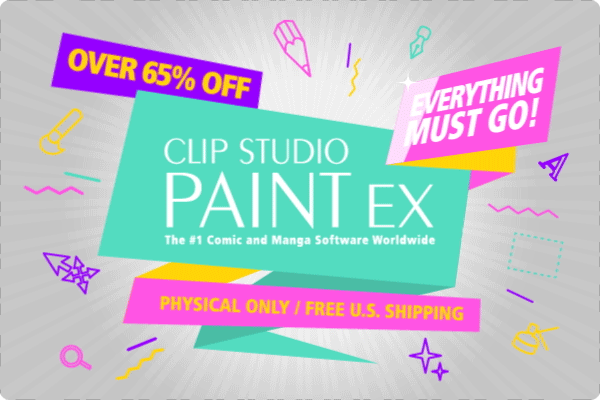 OVER 65% OFF
EVERYTHING
MUST GO!
CLIP STUDIO
PAINT EX
The #1 Comic and Manga Software Worldwide
PHYSICAL ONLY / FREE U.S. SHIPPING
A